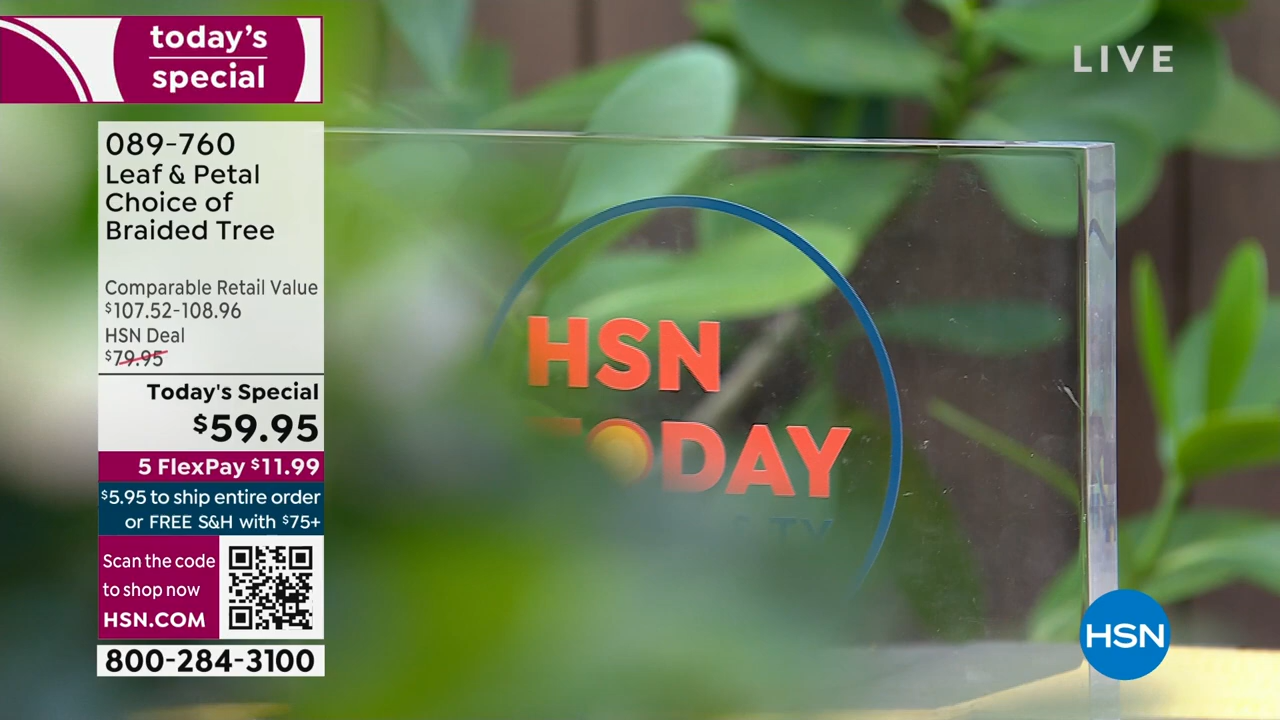 today's
special
LIVE
089-760
Leaf & Petal
Choice of
Braided Tree
Comparable Retail Value
$107.52-108.96
HSN Deal
$79.95
Today's Special
$59.95
5 FlexPay $11.99
$5.95 to ship entire order
or FREE S&H with $75+
Scan the code
to shop now
HSN.COM
800-284-3100
HSN
TODAY
HSN